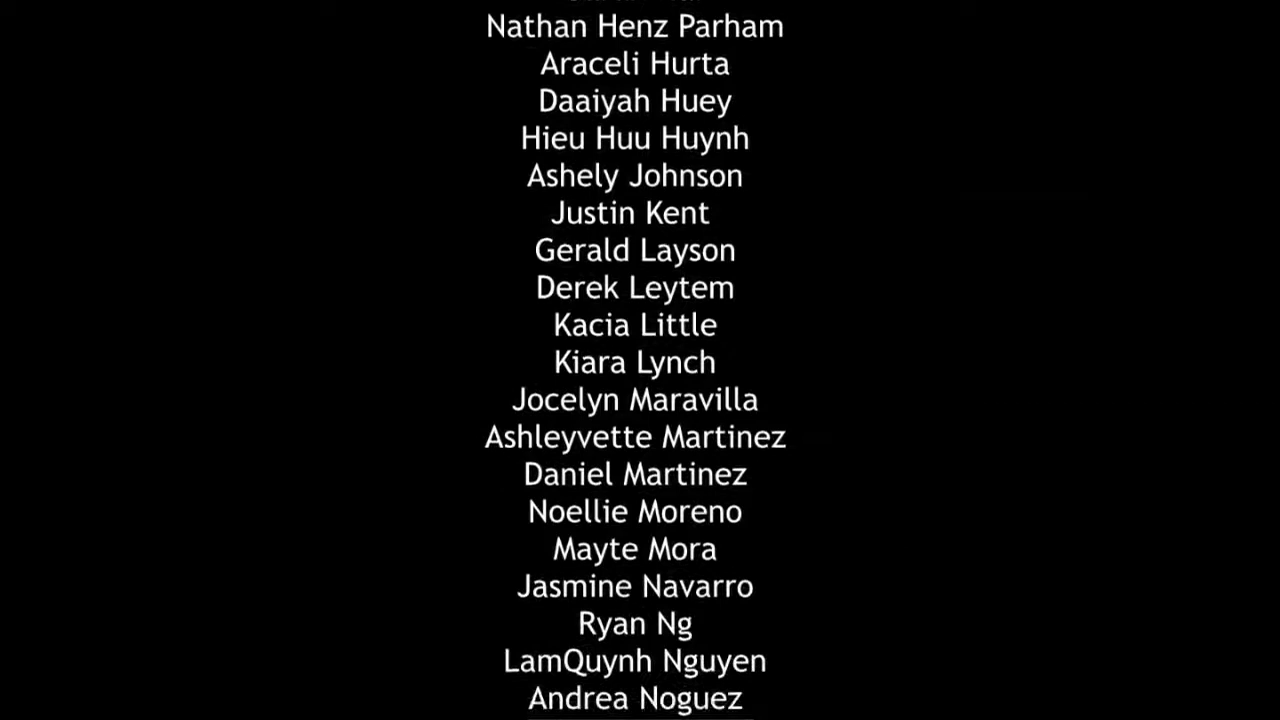 Nathan Henz Parham
Araceli Hurta
Daaiyah Huey
Hieu Huu Huynh
Ashely Johnson
Justin Kent
Gerald Layson
Derek Leytem
Kacia Little
Kiara Lynch
Jocelyn Maravilla
Ashleyvette Martinez
Daniel Martinez
Noellie Moreno
Mayte Mora
Jasmine Navarro
Ryan Ng
LamQuynh Nguyen
Andrea Noguez